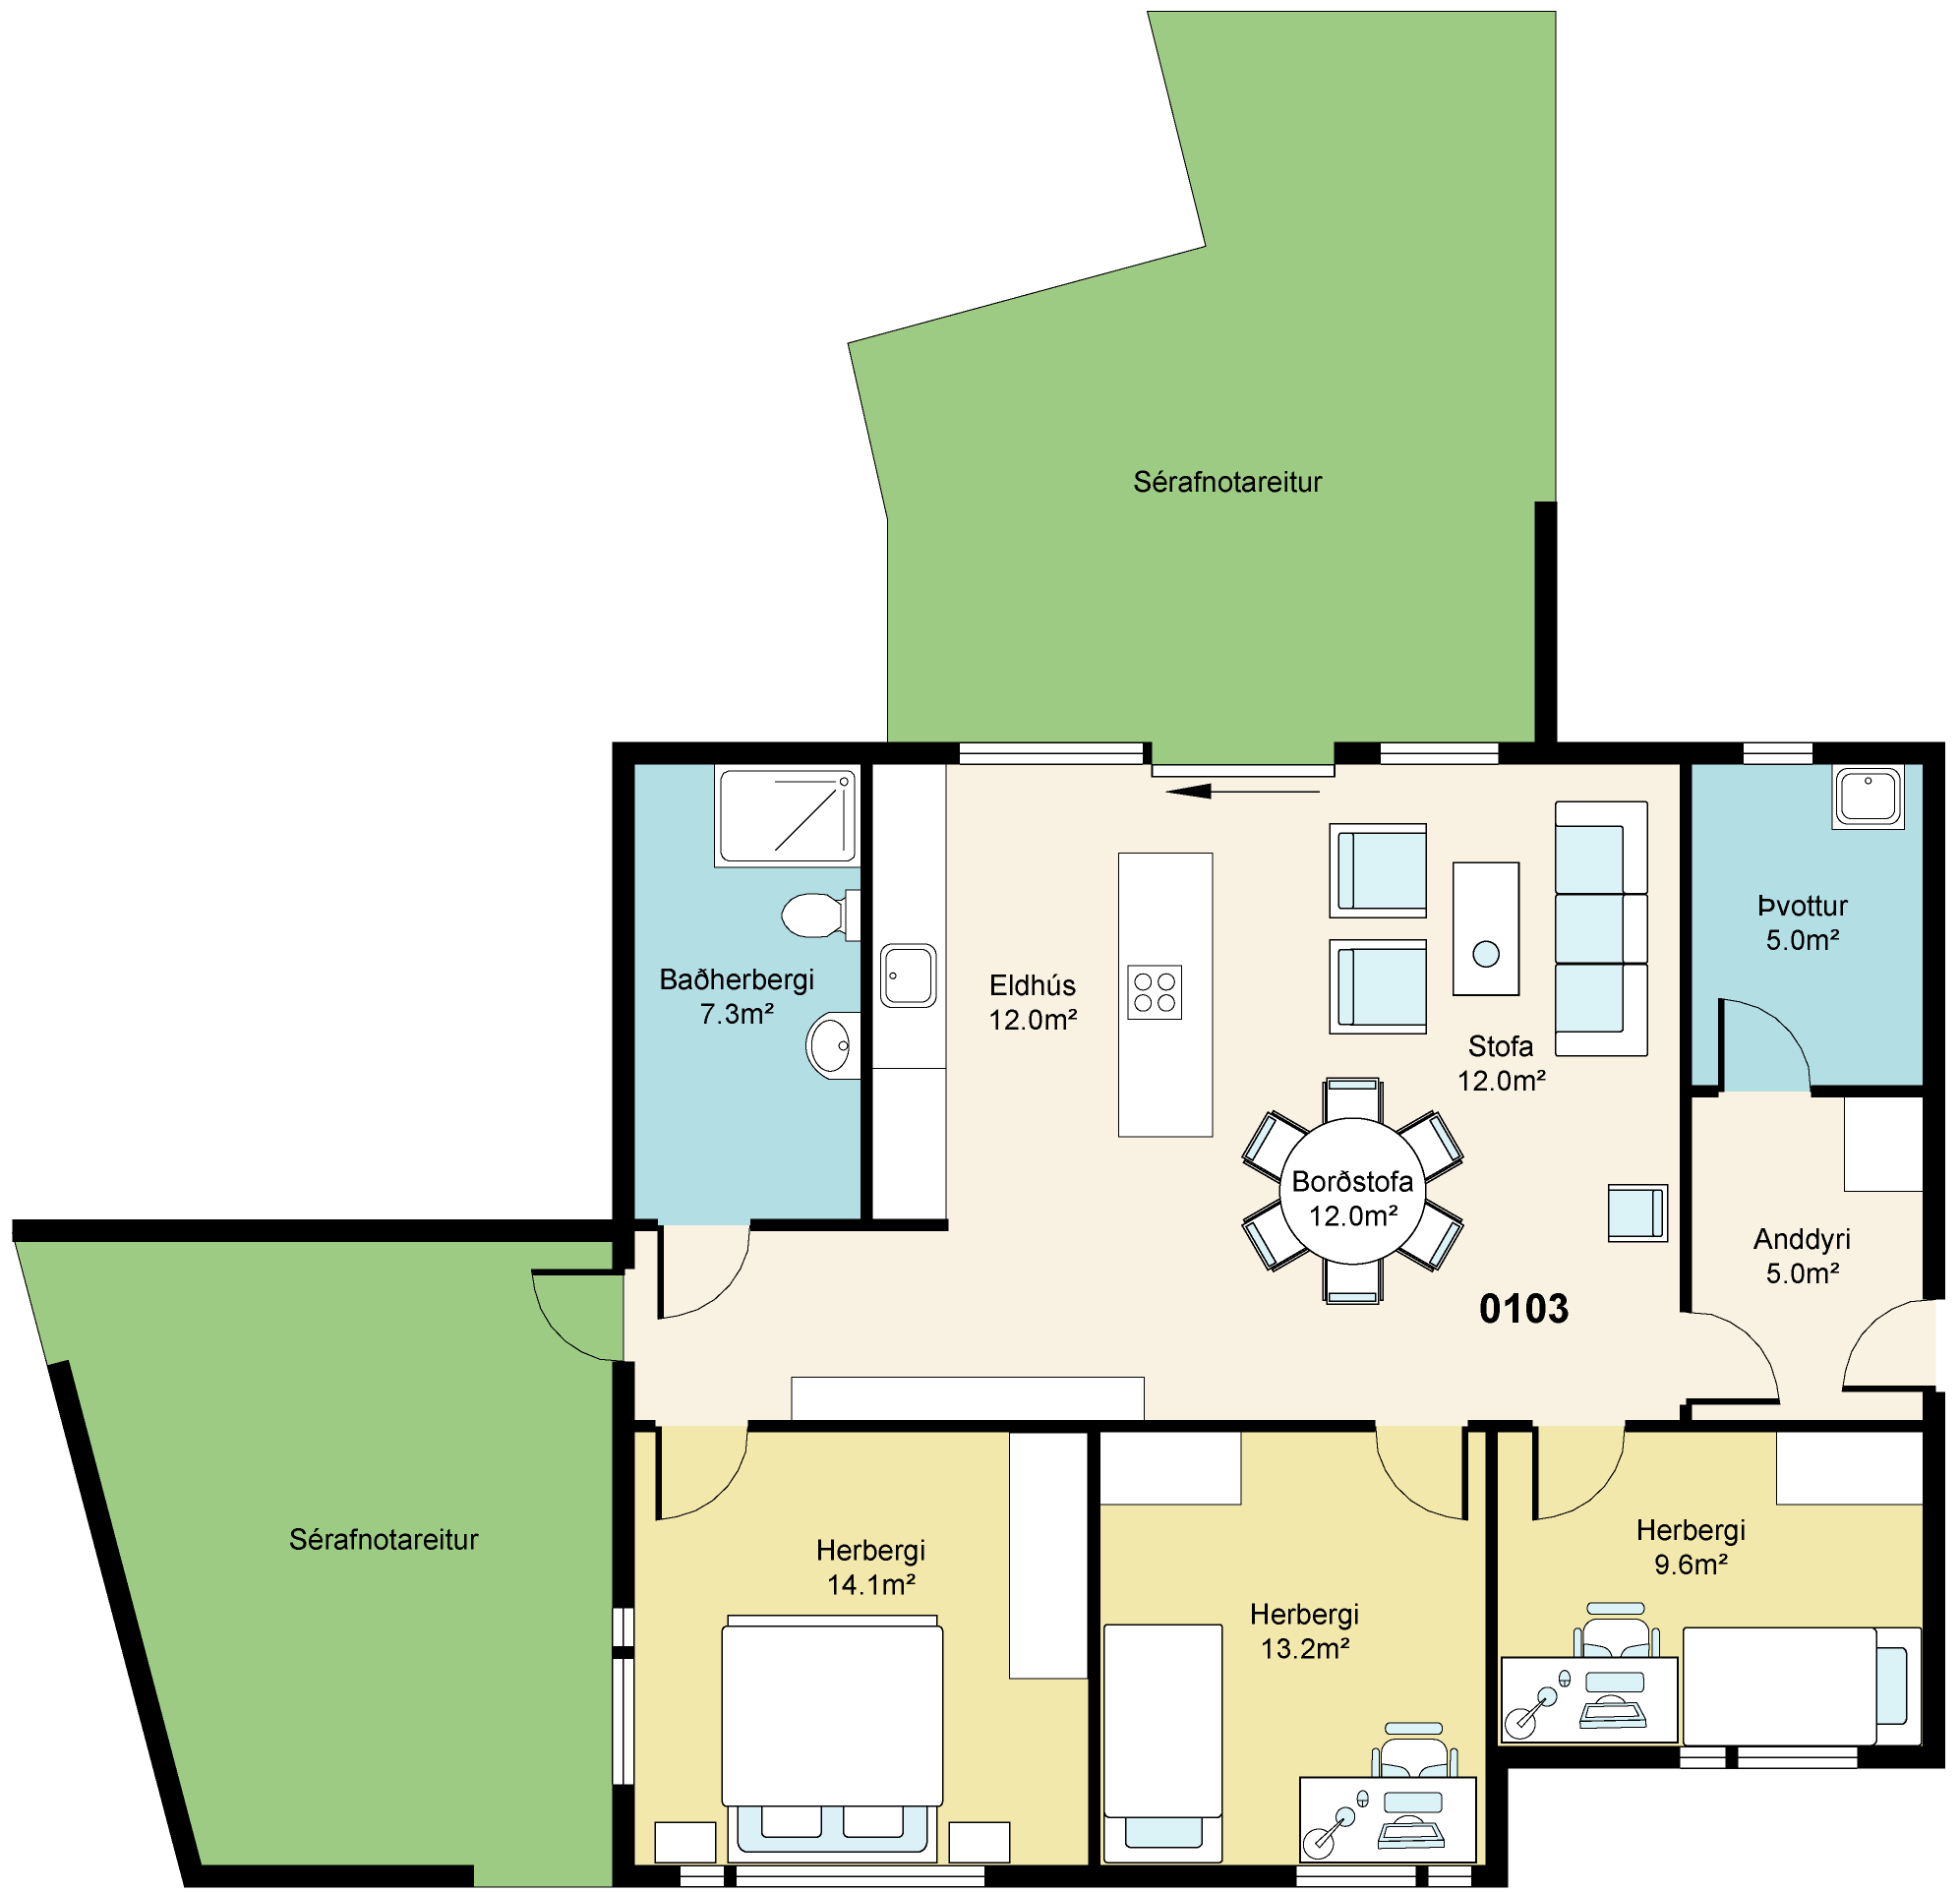 Sérafnotareitur
Þvottur
5.0m²
Baðherbergi
7.3m²
Eldhús
12.0m²
Stofa
12.0m²
Borðstofa
12.0m²
Anddyri
5.0m²
0103
Sérafnotareitur
Herbergi
14.1m²
Herbergi
13.2m²
Herbergi
9.6m²